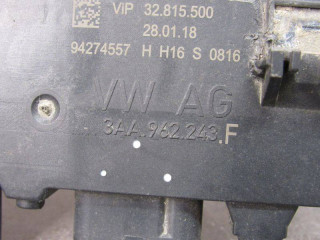 VIP 32.815.500
28.01.18
94274557 H H16 S 0816
VW AG
3AA.962.243.F